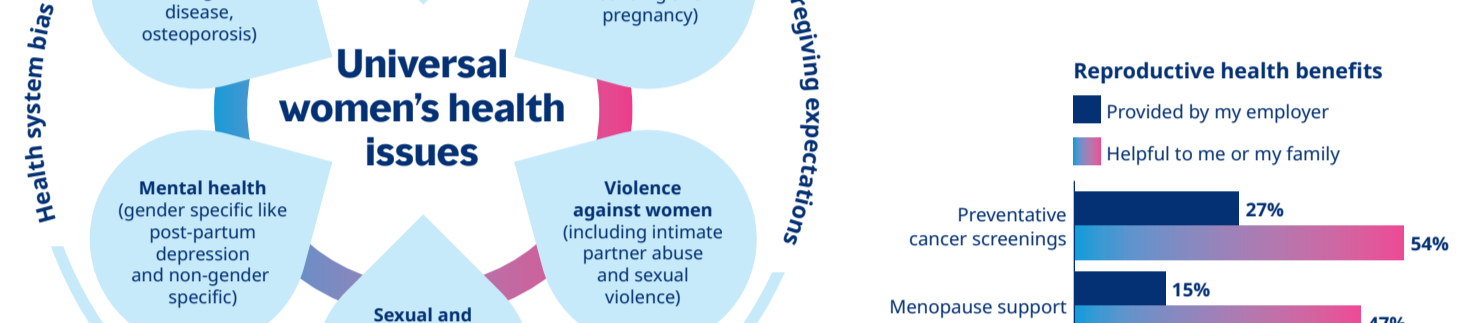 disease,
osteoporosis)
pregnancy)
Health system bias
regiving expectations
Universal
women's health
issues
Mental health
(gender specific like
post-partum
depression
and non-gender
specific)
Violence
against women
(including intimate
partner abuse
and sexual
violence)
Sexual and
Reproductive health benefits
Provided by my employer
Helpful to me or my family
Preventative
cancer screenings
27%
54%
Menopause support
15%
47%